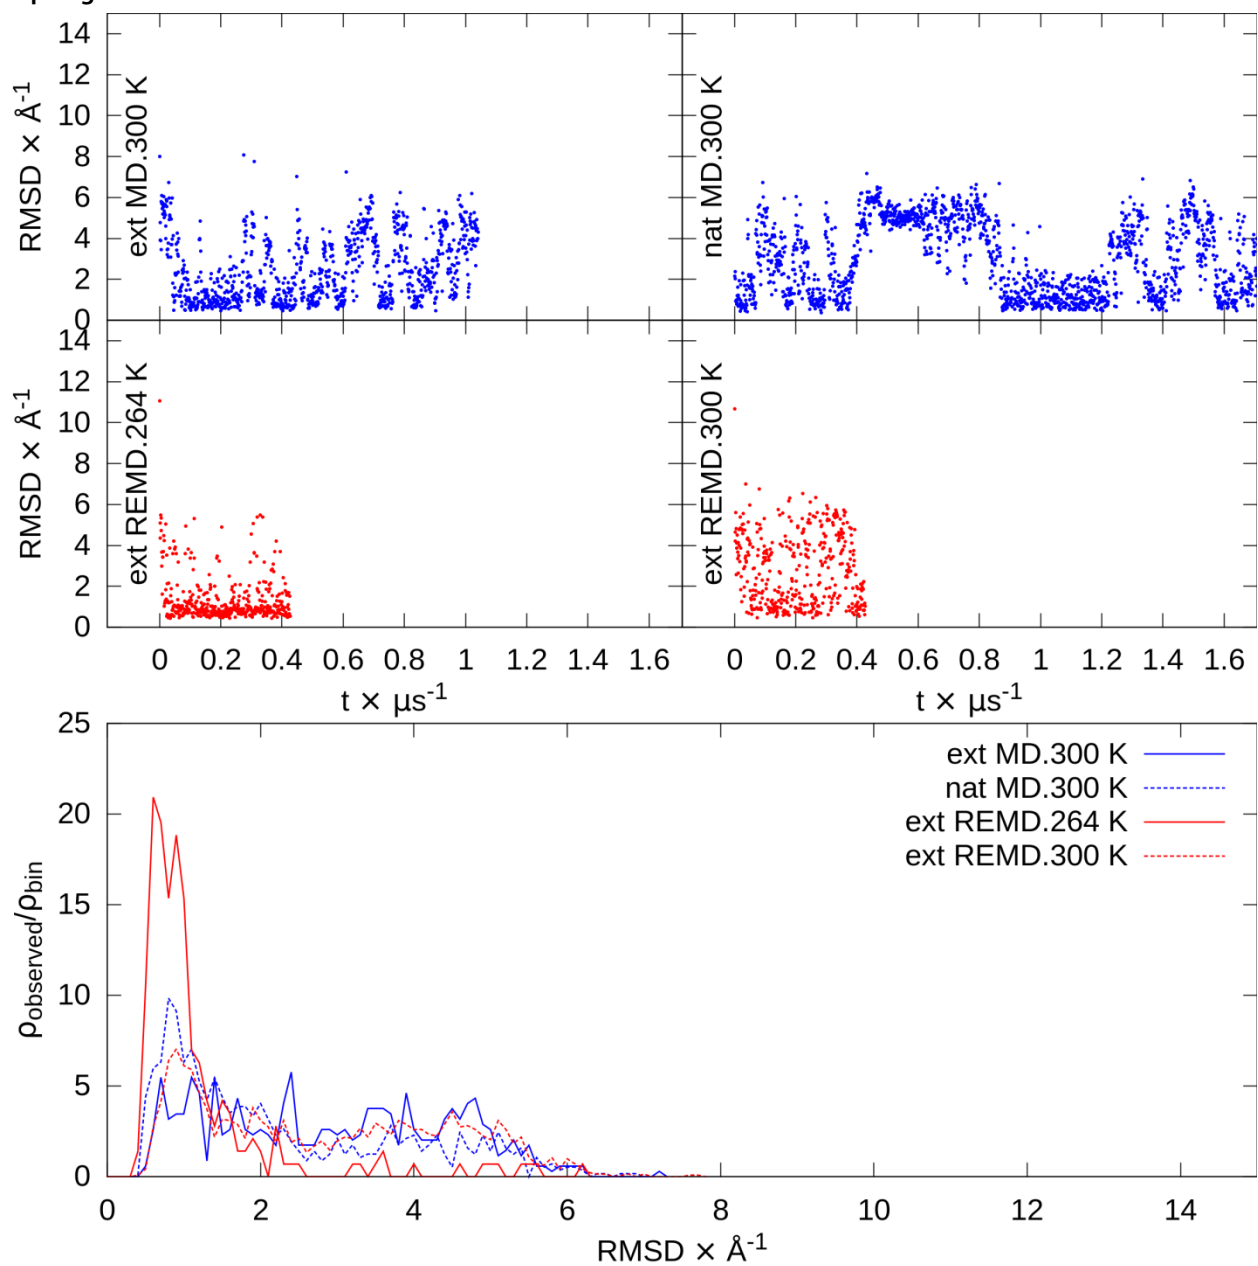 14
12
10
8
6
4
2
0
RMSD × Å-1
ext MD.300 K
nat MD.300 K
14
12
10
8
6
4
2
0
RMSD × Å-1
ext REMD.264 K
ext REMD.300 K
0 0.2 0.4 0.6 0.8 1 1.2 1.4 1.6
0 0.2 0.4 0.6 0.8 1 1.2 1.4 1.6
t × µs-1
t × µs-1
25
20
15
10
5
0
ρobserved/ρbin
ext MD.300 K
nat MD.300 K
ext REMD.264 K
ext REMD.300 K
0 2 4 6 8 10 12 14
RMSD × Å-1